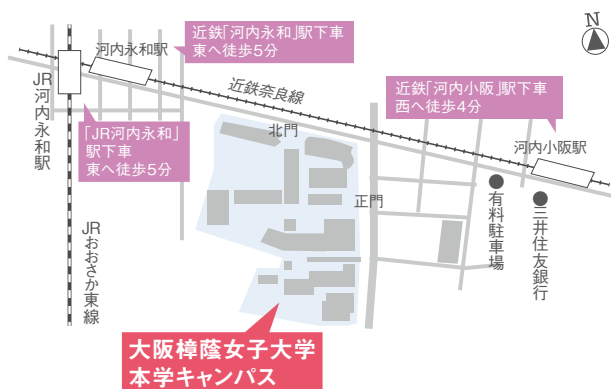 N
近鉄「河内永和」駅下車
東へ徒歩5分
河内永和駅
JR河内永和駅
近鉄奈良線
近鉄「河内小阪」駅下車
西へ徒歩4分
「JR河内永和」
駅下車
東へ徒歩5分
北門
河内小阪駅
正門
有料駐車場
三井住友銀行
JRおおさか東線
大阪樟蔭女子大学
本学キャンパス